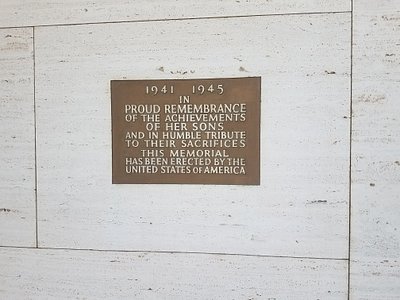 1941 1945
IN
PROUD REMEMBRANCE
OF THE ACHIEVEMENTS
OF HER SONS
AND IN HUMBLE TRIBUTE
TO THEIR SACRIFICES
THIS MEMORIAL
HAS BEEN ERECTED BY THE
UNITED STATES OF AMERICA